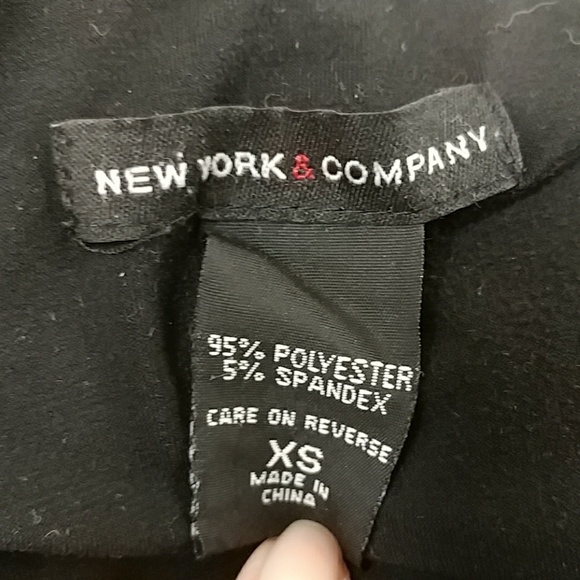 NEW YORK & COMPANY
95% POLYESTER
5% SPANDEX
CARE ON REVERSE
XS
MADE IN
CHINA